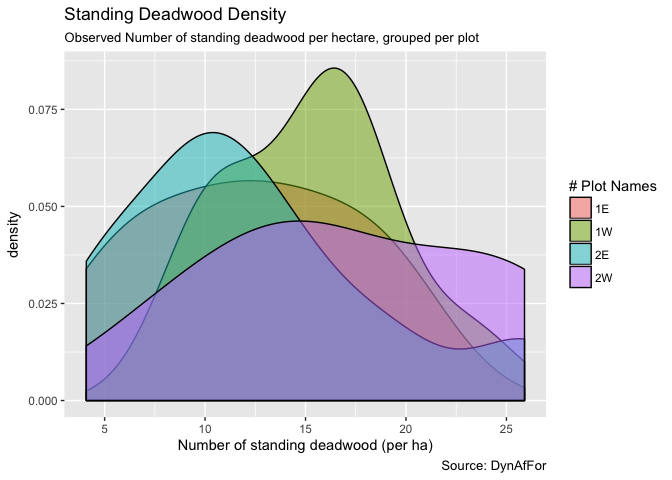 Standing Deadwood Density
Observed Number of standing deadwood per hectare, grouped per plot
0.075
0.050
0.025
0.000
density
5
10
15
20
25
Number of standing deadwood (per ha)
# Plot Names
1E
1W
2E
2W
Source: DynAfFor